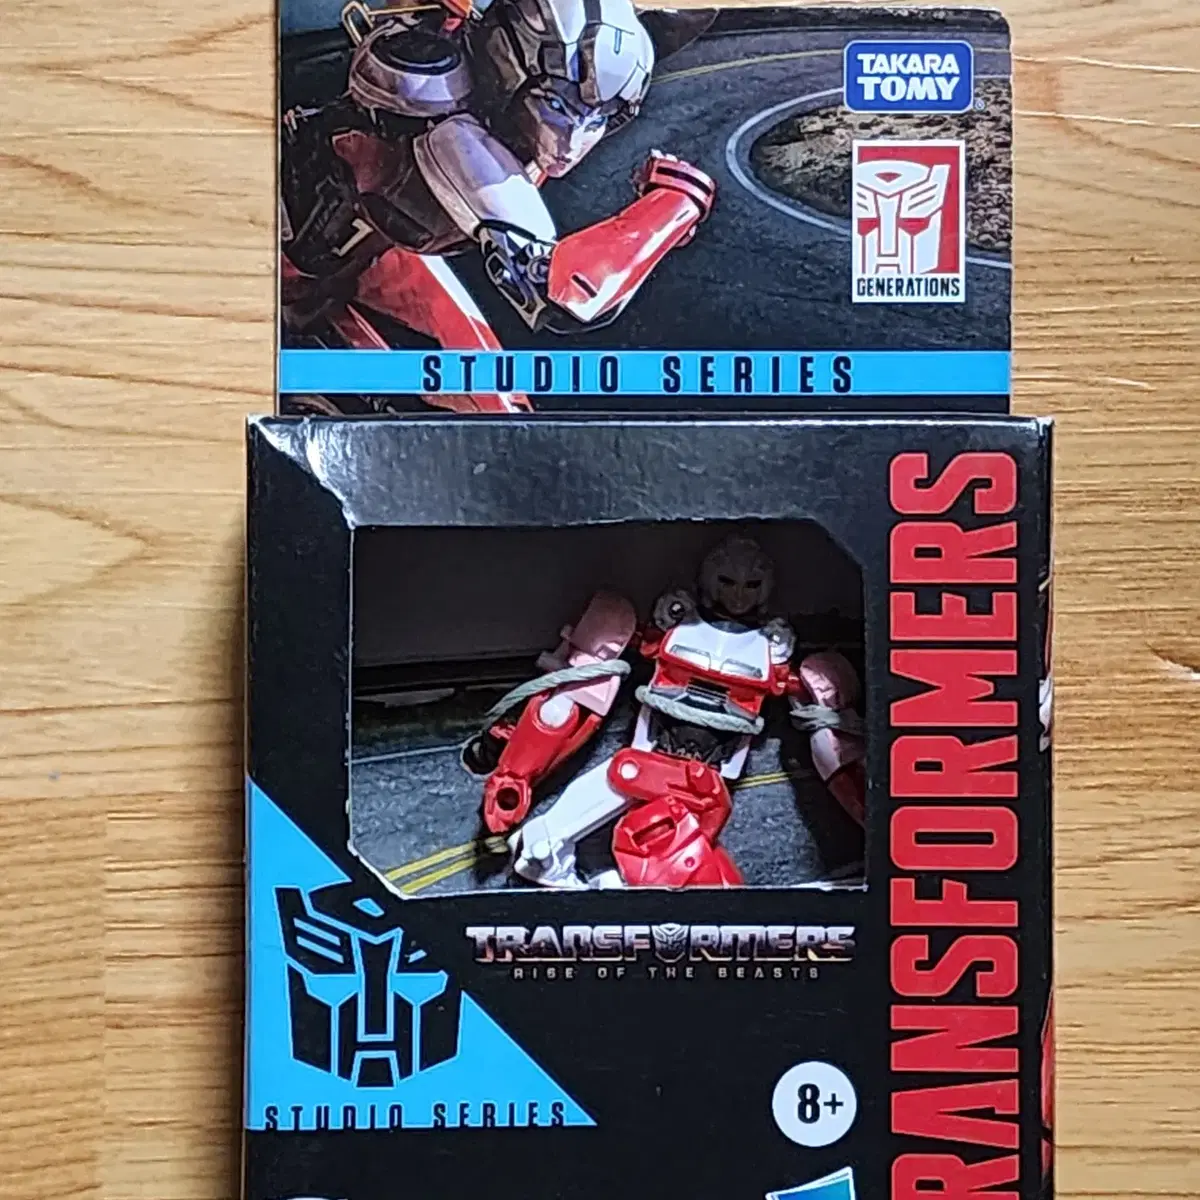 TAKARA
TOMY
GENERATIONS
STUDIO SERIES
TRANSFORMERS
TRANSFORMERS
RISE OF THE BEASTS
STUDIO SERIES
8+